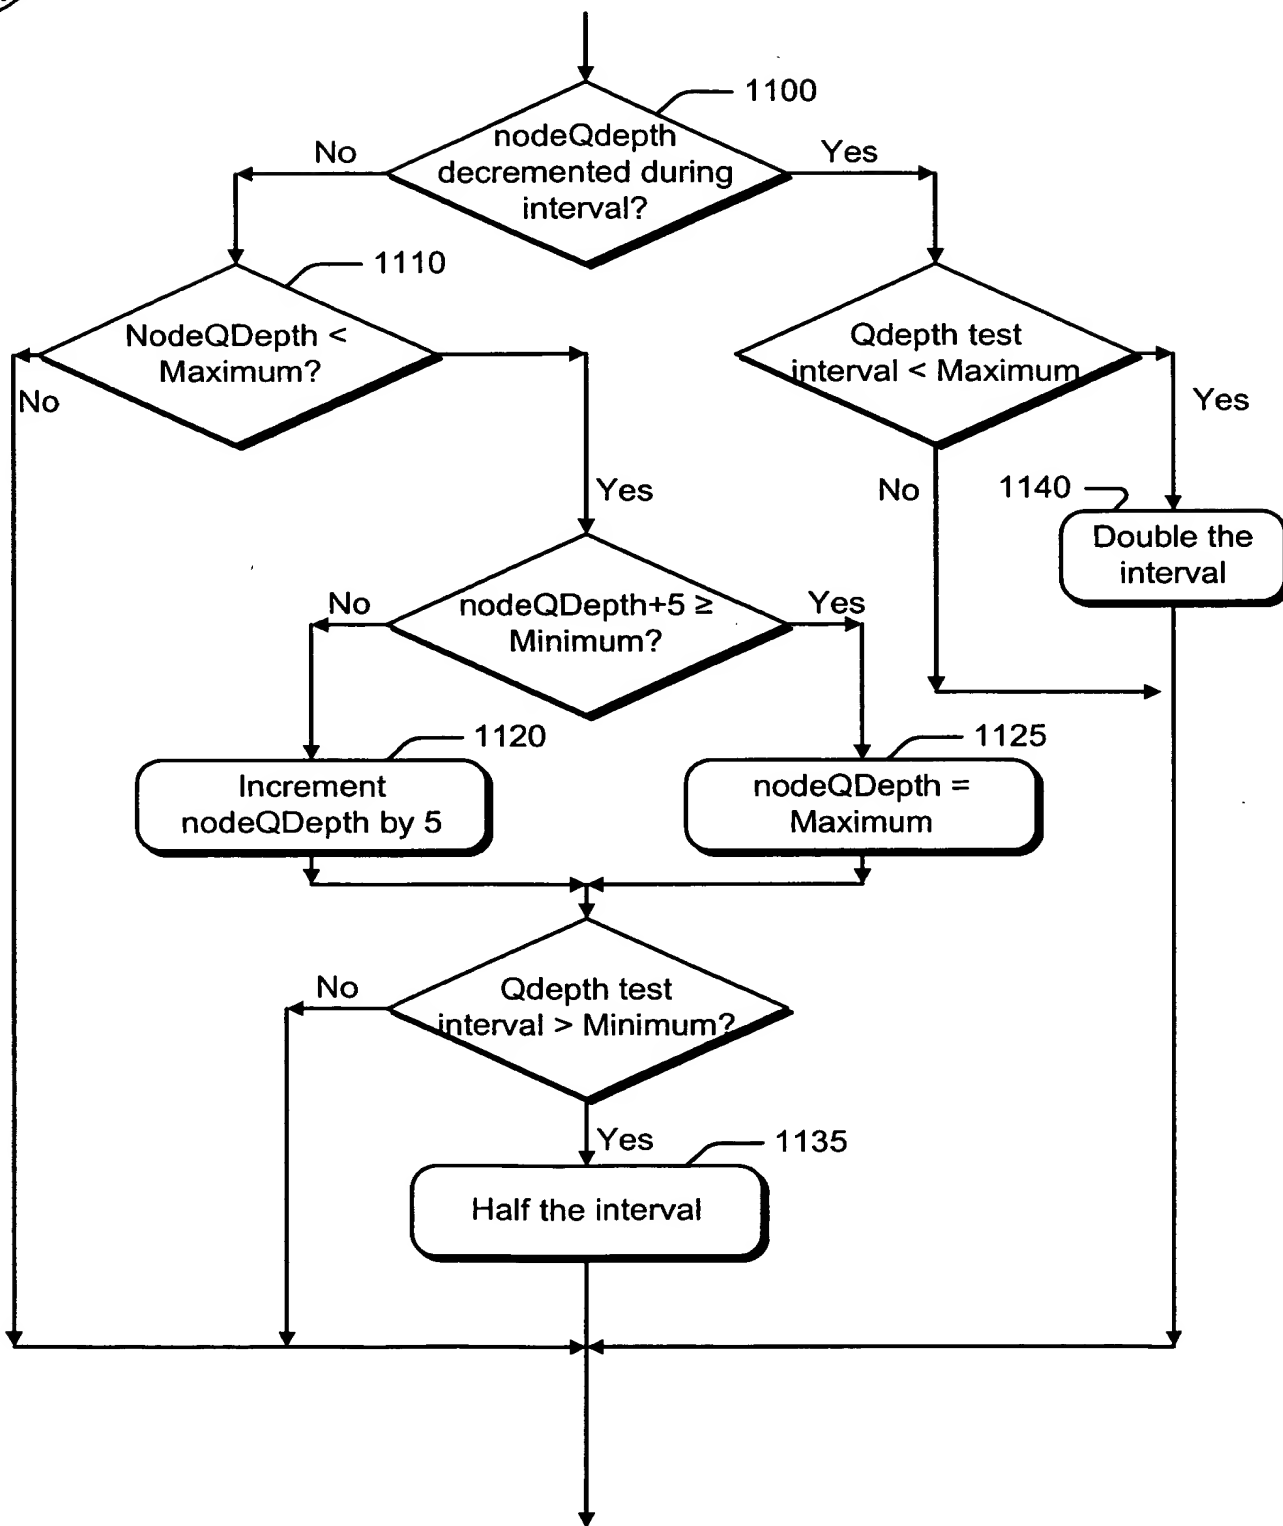 1100
nodeQdepth
decremented during
interval?
No
Yes
1110
NodeQDepth <
Maximum?
No
Qdepth test
interval < Maximum
Yes
Yes
No
1140
Double the
interval
nodeQDepth+5 ≥
Minimum?
No
Yes
1120
Increment
nodeQDepth by 5
1125
nodeQDepth =
Maximum
Qdepth test
interval > Minimum?
No
Yes
1135
Half the interval